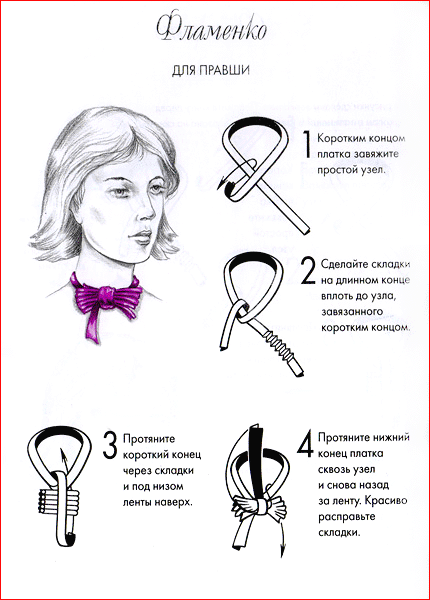 Фламенко
ДЛЯ ПРАВШИ
1 Коротким концом
платка завяжите
простой узел.
2 Сделайте складки
на длинном конце
вплоть до узла,
завязанного
коротким концом.
3 Протяните
короткий конец
через складки
и под низом
ленты наверх.
4 Протяните нижний
конец платка
сквозь узел
и снова назад
за ленту. Красиво
расправьте
складки.